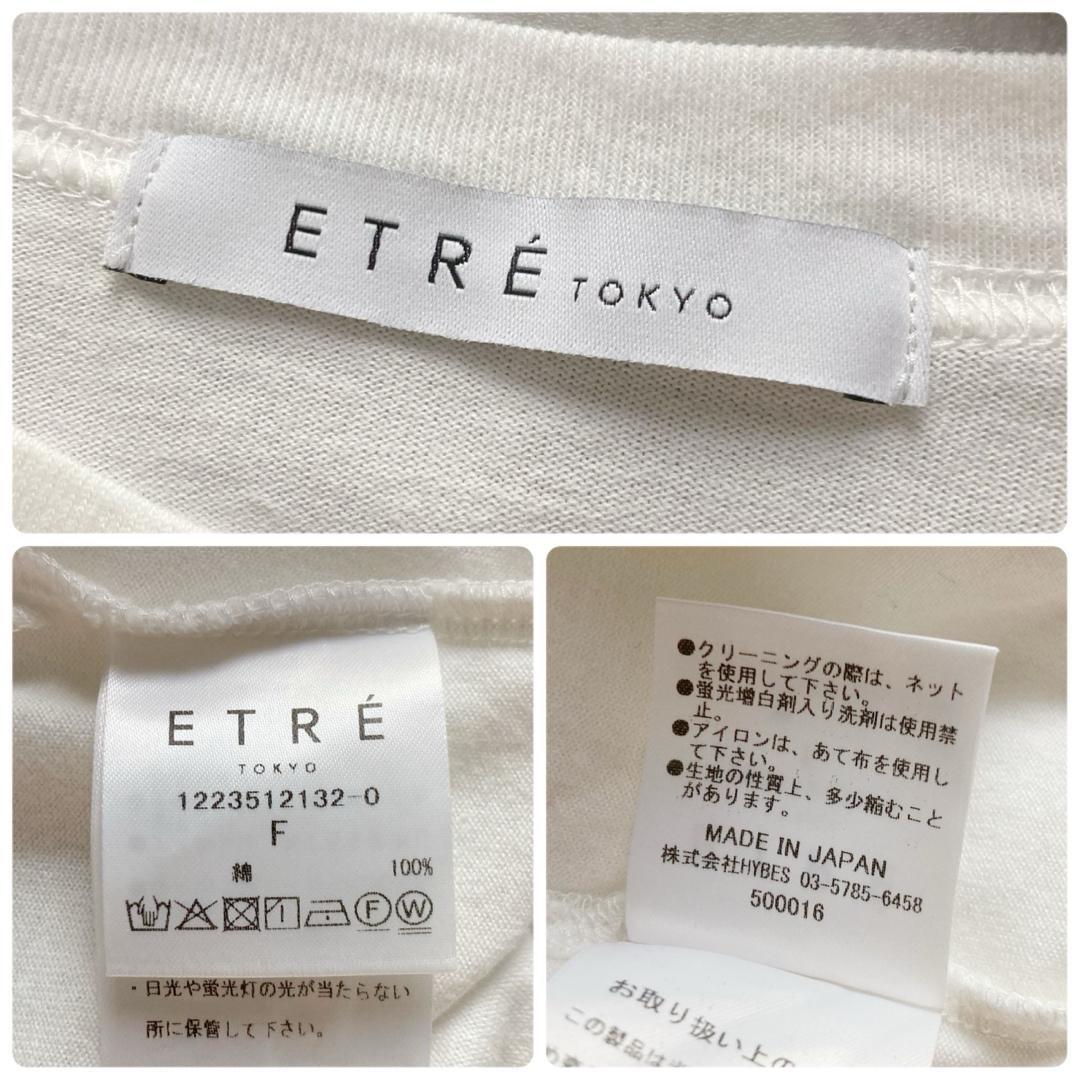 ETRÉ TOKYO
ETRÉ
TOKYO
1223512132-0
F
綿 100%
F W
・日光や蛍光灯の光が当たらない
所に保管して下さい。
●クリーニングの際は、ネット
を使用して下さい。
●蛍光増白剤入り洗剤は使用禁
止。
●アイロンは、あて布を使用し
て下さい。
●生地の性質上、多少縮むこと
があります。
MADE IN JAPAN
株式会社HYBES 03-5785-6458
500016
お取り扱い上の
この製品は